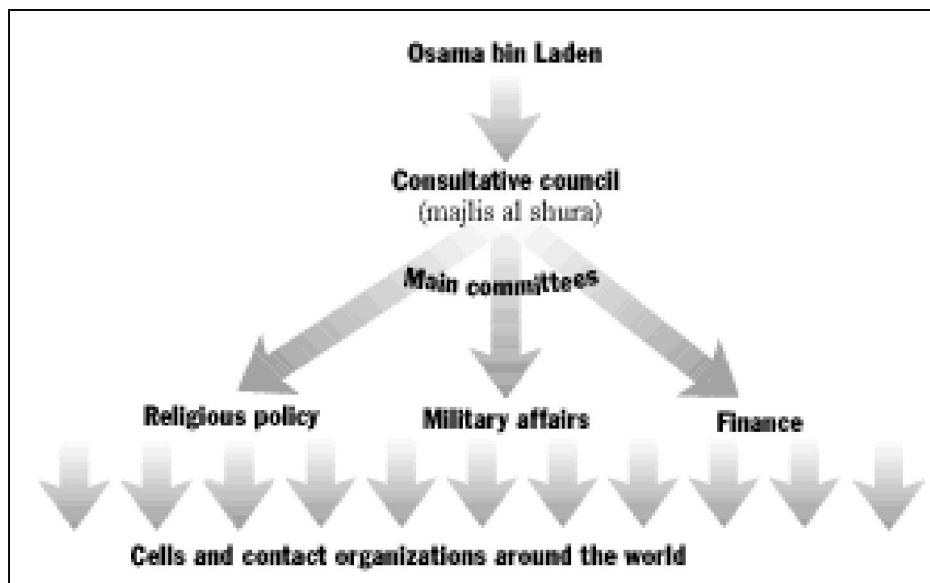 Osama bin Laden
Consultative council
(majlis al shura)
Main committees
Religious policy
Military affairs
Finance
Cells and contact organizations around the world